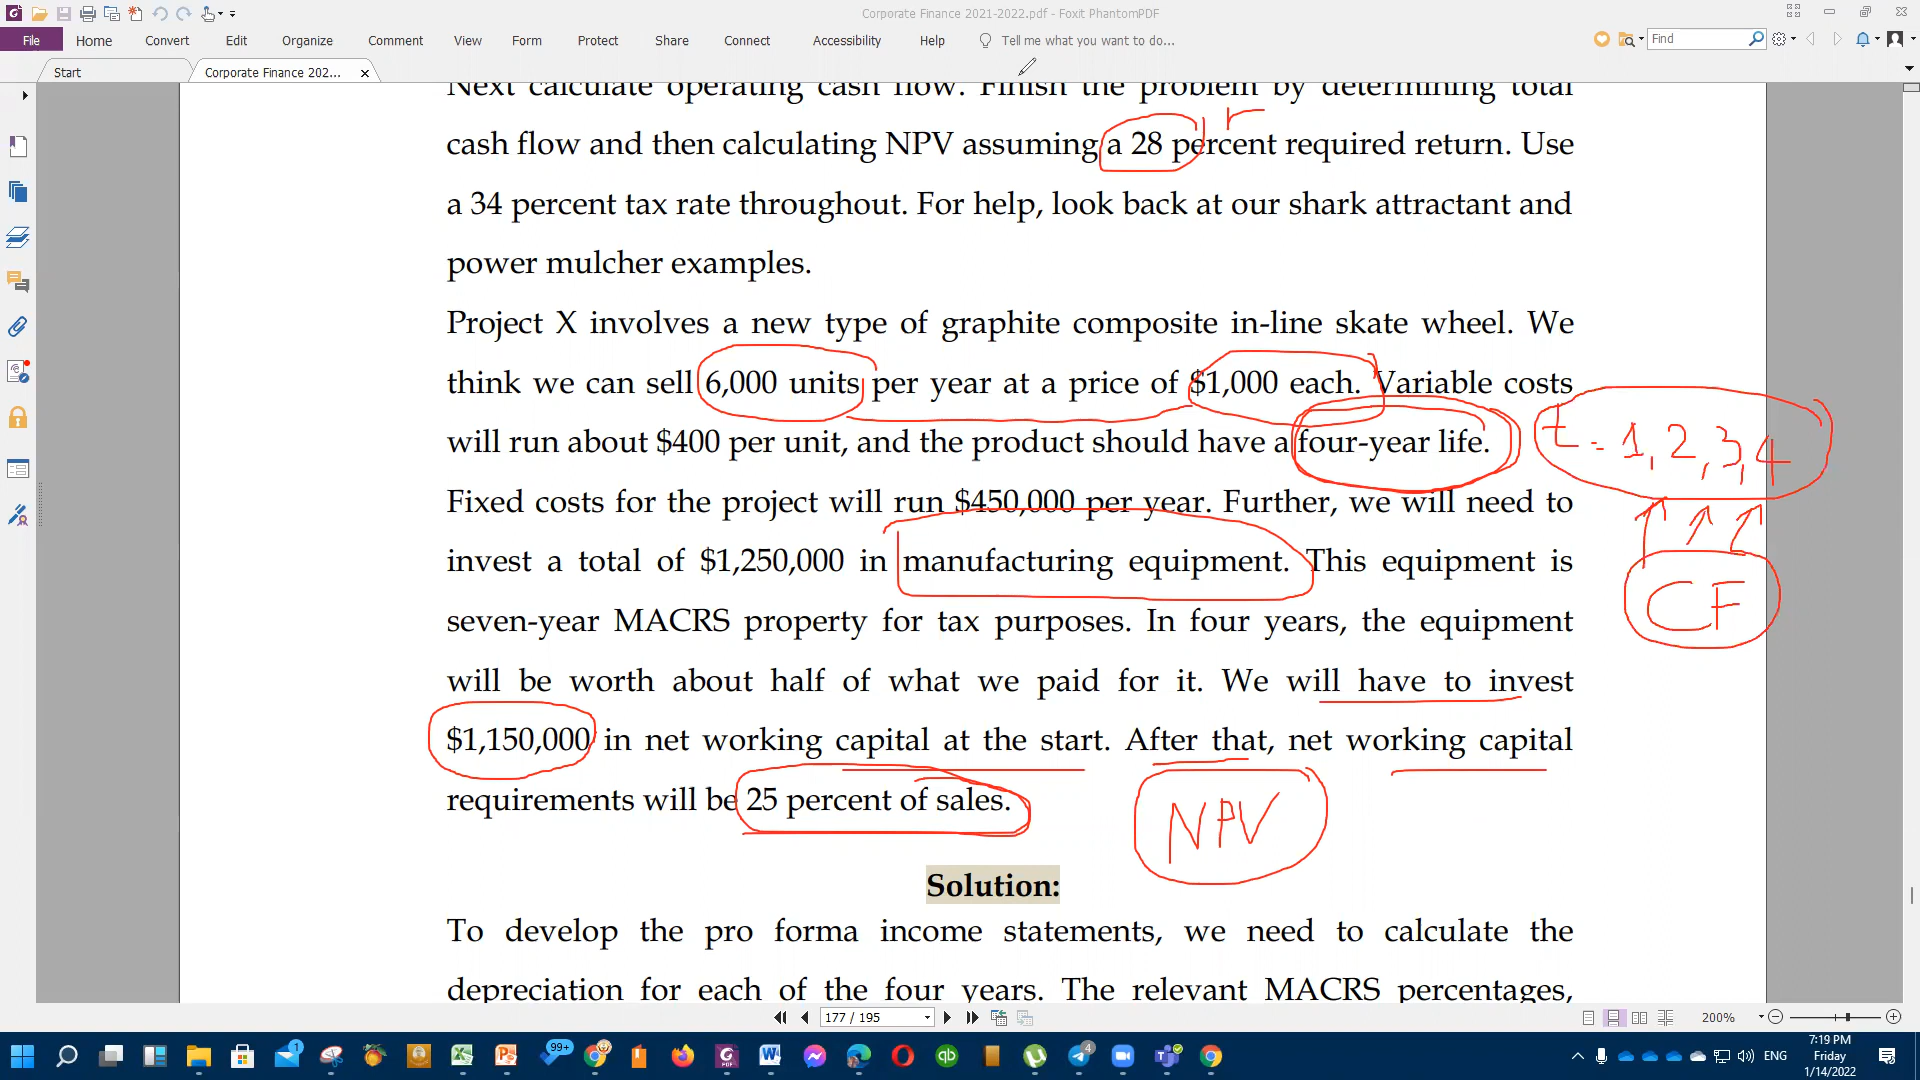 Corporate Finance 2021-2022.pdf - Foxit PhantomPDF
File Home Convert Edit Organize Comment View Form Protect Share Connect Accessibility Help Tell me what you want to do... Find
Start Corporate Finance 202...
Next calculate operating cash flow. Finish the problem by determining total
cash flow and then calculating NPV assuming a 28 percent required return. Use
r
a 34 percent tax rate throughout. For help, look back at our shark attractant and
power mulcher examples.
Project X involves a new type of graphite composite in-line skate wheel. We
think we can sell 6,000 units per year at a price of $1,000 each. Variable costs
will run about $400 per unit, and the product should have a four-year life.
t = 1, 2, 3, 4
Fixed costs for the project will run $450,000 per year. Further, we will need to
invest a total of $1,250,000 in manufacturing equipment. This equipment is
CF
seven-year MACRS property for tax purposes. In four years, the equipment
will be worth about half of what we paid for it. We will have to invest
$1,150,000 in net working capital at the start. After that, net working capital
requirements will be 25 percent of sales.
NPV
Solution:
To develop the pro forma income statements, we need to calculate the
depreciation for each of the four years. The relevant MACRS percentages,
177 / 195
200%
1
99+
3
4
ENG
7:19 PM
Friday
1/14/2022